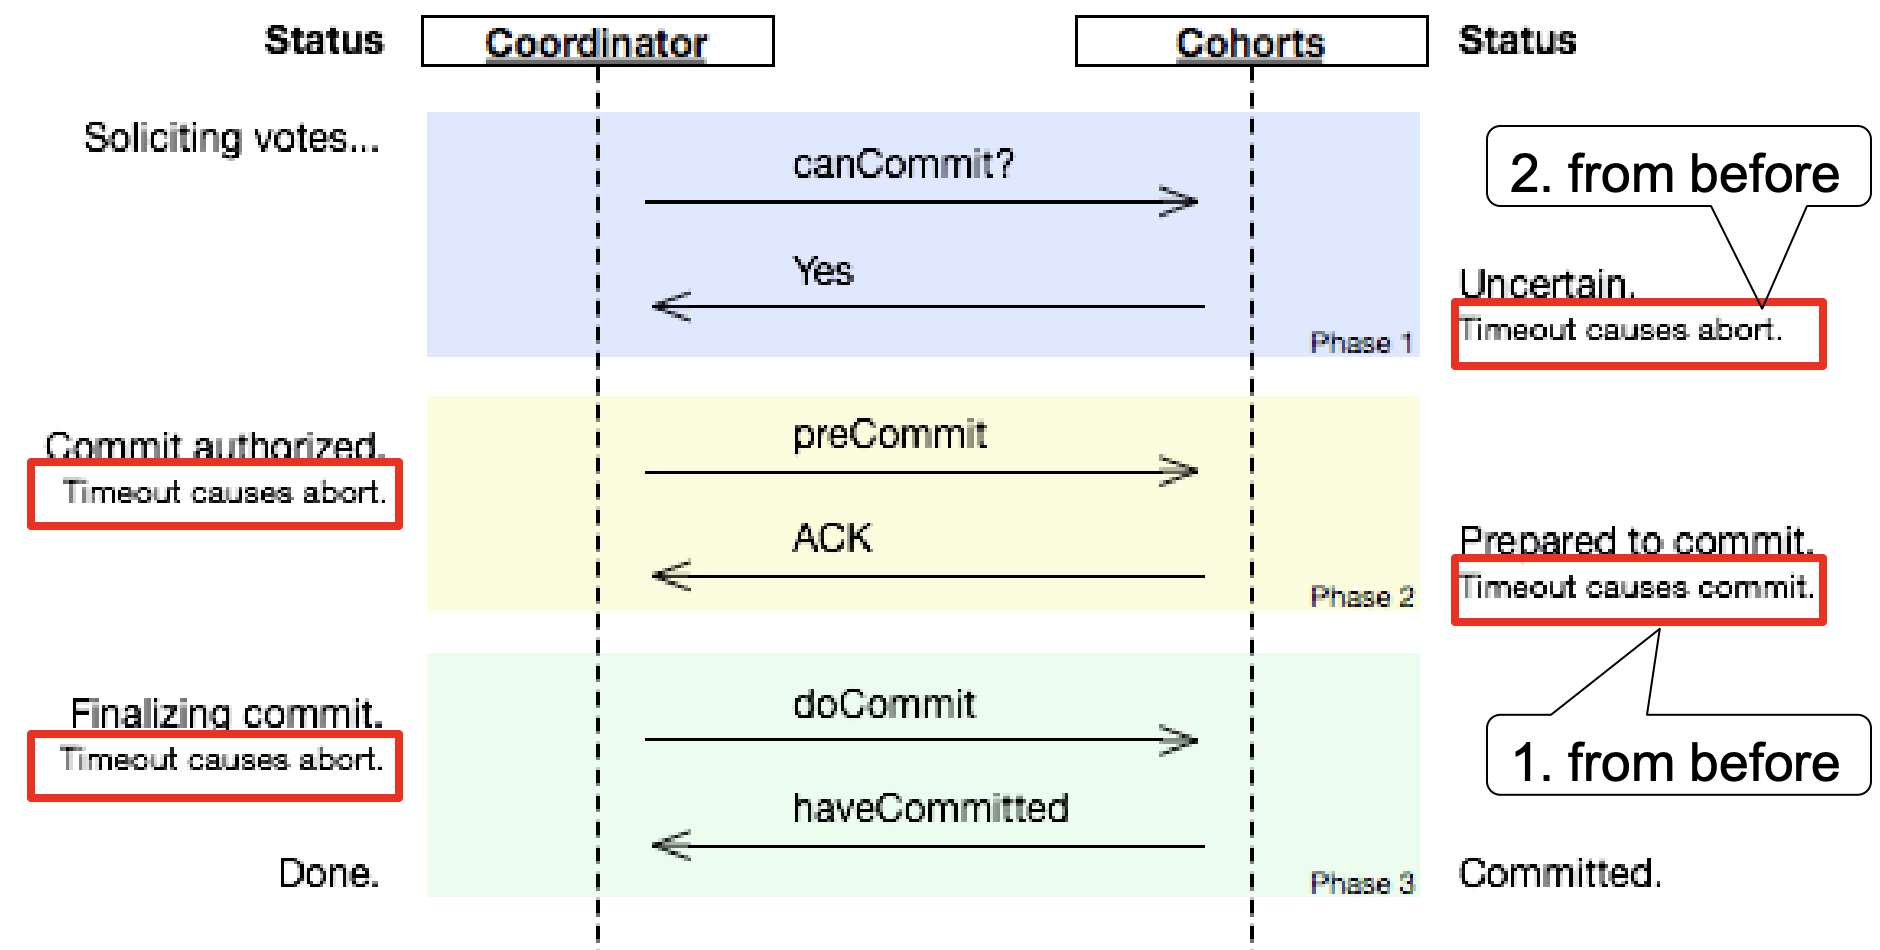 Status
Coordinator
Cohorts
Status
Soliciting votes...
canCommit?
2. from before
Yes
Uncertain.
Timeout causes abort.
Phase 1
Commit authorized.
Timeout causes abort.
preCommit
ACK
Prepared to commit.
Timeout causes commit.
Phase 2
Finalizing commit.
Timeout causes abort.
doCommit
1. from before
haveCommitted
Done.
Phase 3
Committed.